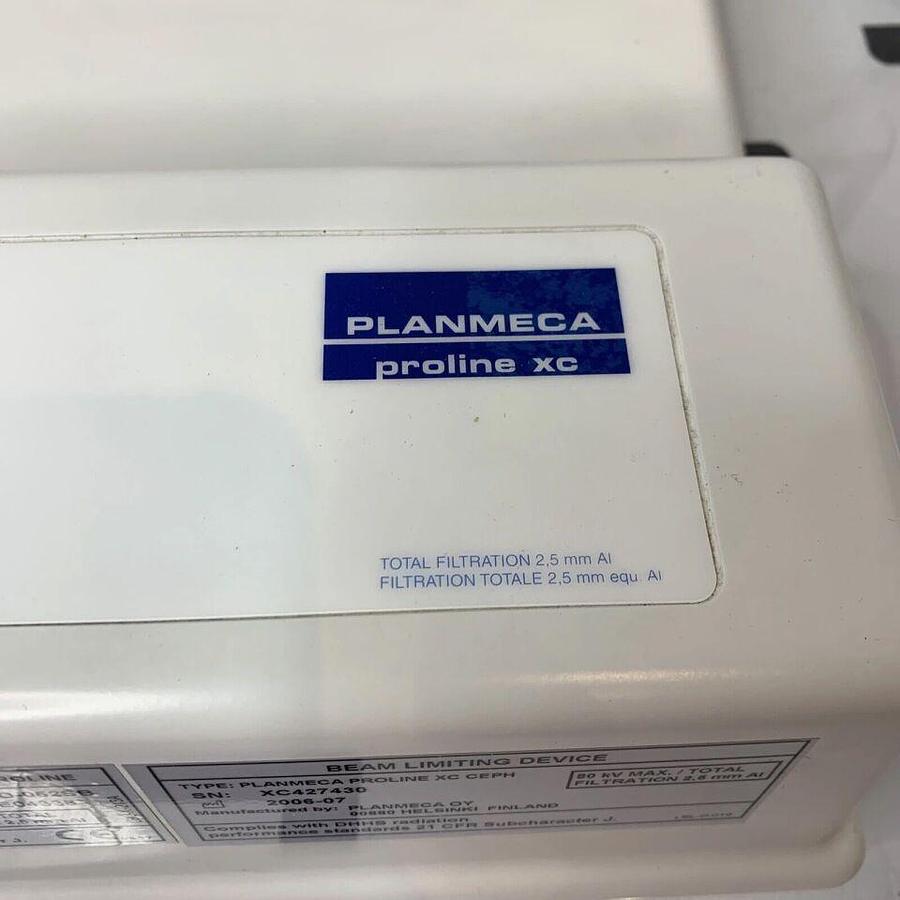 PLANMECA
proline xc
TOTAL FILTRATION 2,5 mm Al
FILTRATION TOTALE 2,5 mm equ. Al
BEAM LIMITING DEVICE
TYPE: PLANMECA PROLINE XC CEPH
SN: XC427430
2006-07
Manufactured by: PLANMECA OY
00880 HELSINKI FINLAND
Complies with DHHS radiation
performance standards 21 CFR Subchapter J.
80 kV MAX. / TOTAL
FILTRATION 2.5 mm Al